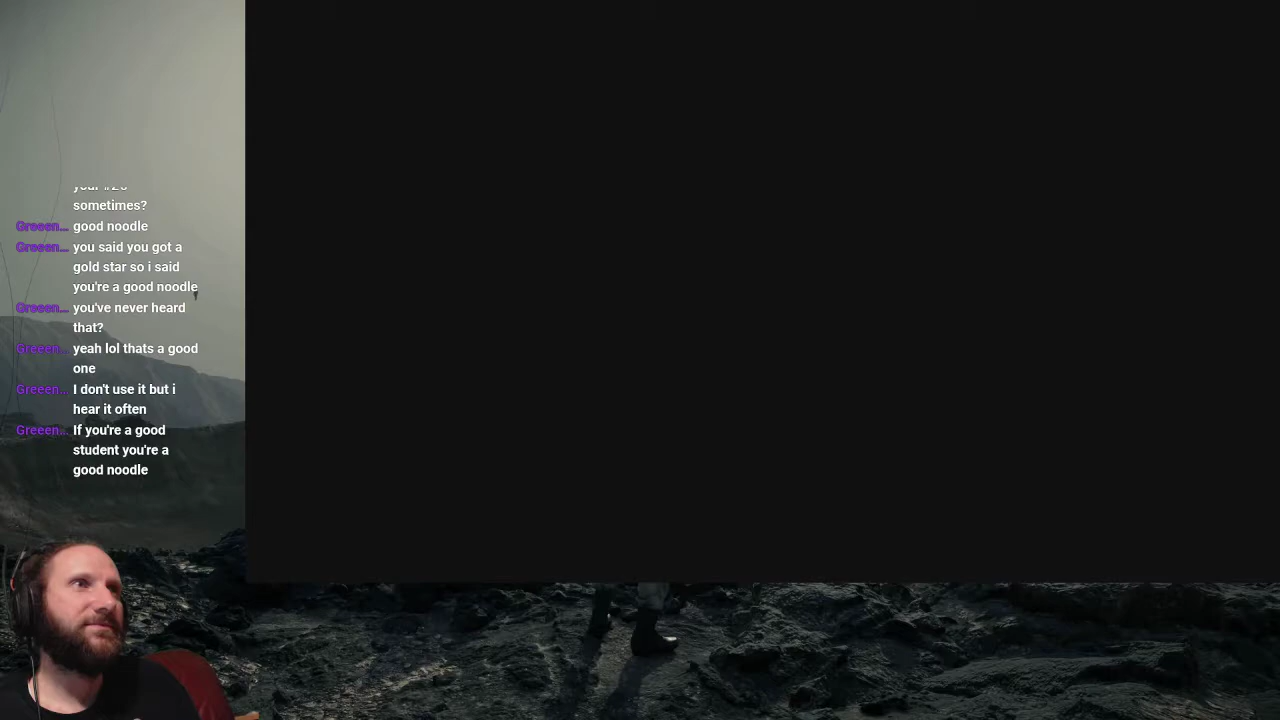 sometimes?
Greeen... good noodle
Greeen... you said you got a
gold star so i said
you're a good noodle
Greeen... you've never heard
that?
Greeen... yeah lol thats a good
one
Greeen... I don't use it but i
hear it often
Greeen... If you're a good
student you're a
good noodle